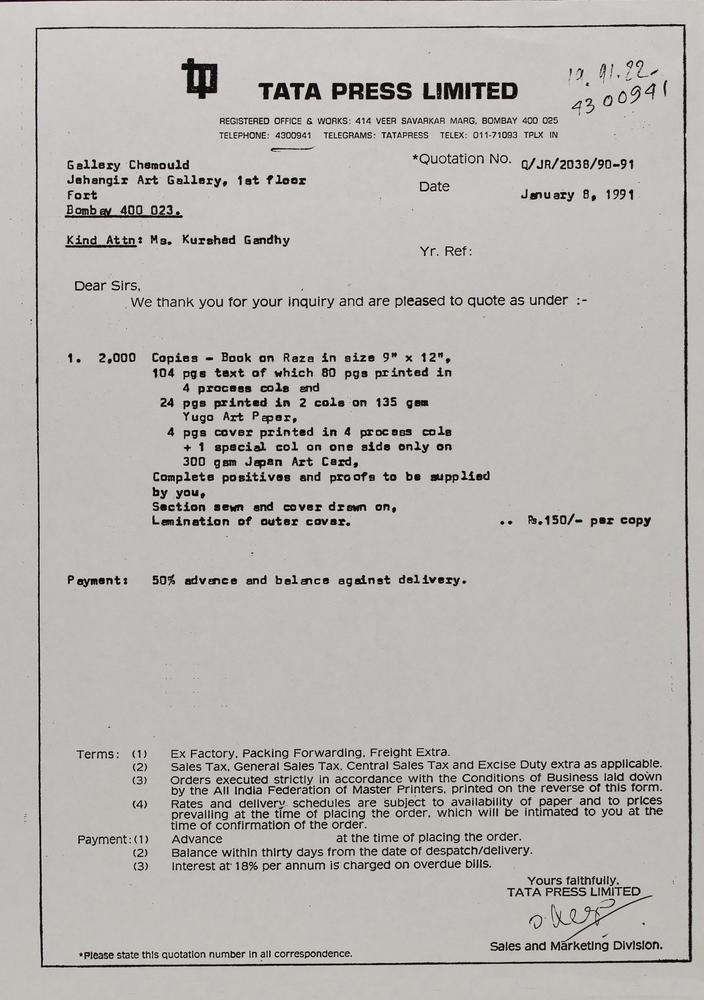 TATA PRESS LIMITED
4300941
REGISTERED OFFICE & WORKS: 414 VEER SAVARKAR MARG, BOMBAY 400 025
TELEPHONE: 4300941 TELEGRAMS: TATAPRESS TELEX: 011-71093 TPLX IN
Gallery Chemould
Jehangir Art Gallery, 1st floor
Fort
Bombay 400 023.
*Quotation No. Q/JR/2038/90-91
Date January 8, 1991
Kind Attn: Ms. Kurshed Gandhy
Yr. Ref:
Dear Sirs,
We thank you for your inquiry and are pleased to quote as under :-
1. 2,000 Copies - Book on Raza in size 9" x 12",
104 pgs text of which 80 pgs printed in
4 process cols and
24 pgs printed in 2 cols on 135 gsm
Yugo Art Paper,
4 pgs cover printed in 4 process cols
+ 1 special col on one side only on
300 gsm Japan Art Card,
Complete positives and proofs to be supplied
by you,
Section sewn and cover drawn on,
Lamination of outer cover. .. Rs.150/- per copy
Payment: 50% advance and balance against delivery.
Terms: (1) Ex Factory, Packing Forwarding, Freight Extra.
(2) Sales Tax, General Sales Tax, Central Sales Tax and Excise Duty extra as applicable.
(3) Orders executed strictly in accordance with the Conditions of Business laid down
by the All India Federation of Master Printers, printed on the reverse of this form.
(4) Rates and delivery schedules are subject to availability of paper and to prices
prevailing at the time of placing the order, which will be intimated to you at the
time of confirmation of the order.
Payment: (1) Advance at the time of placing the order.
(2) Balance within thirty days from the date of despatch/delivery.
(3) Interest at 18% per annum is charged on overdue bills.
Yours faithfully,
TATA PRESS LIMITED
Sales and Marketing Division.
*Please state this quotation number in all correspondence.